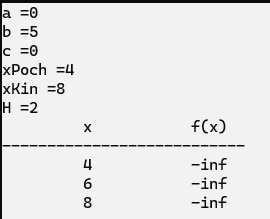 a =0
b =5
c =0
xPoch =4
xKin =8
H =2
x f(x)
---------------------------
4 -inf
6 -inf
8 -inf